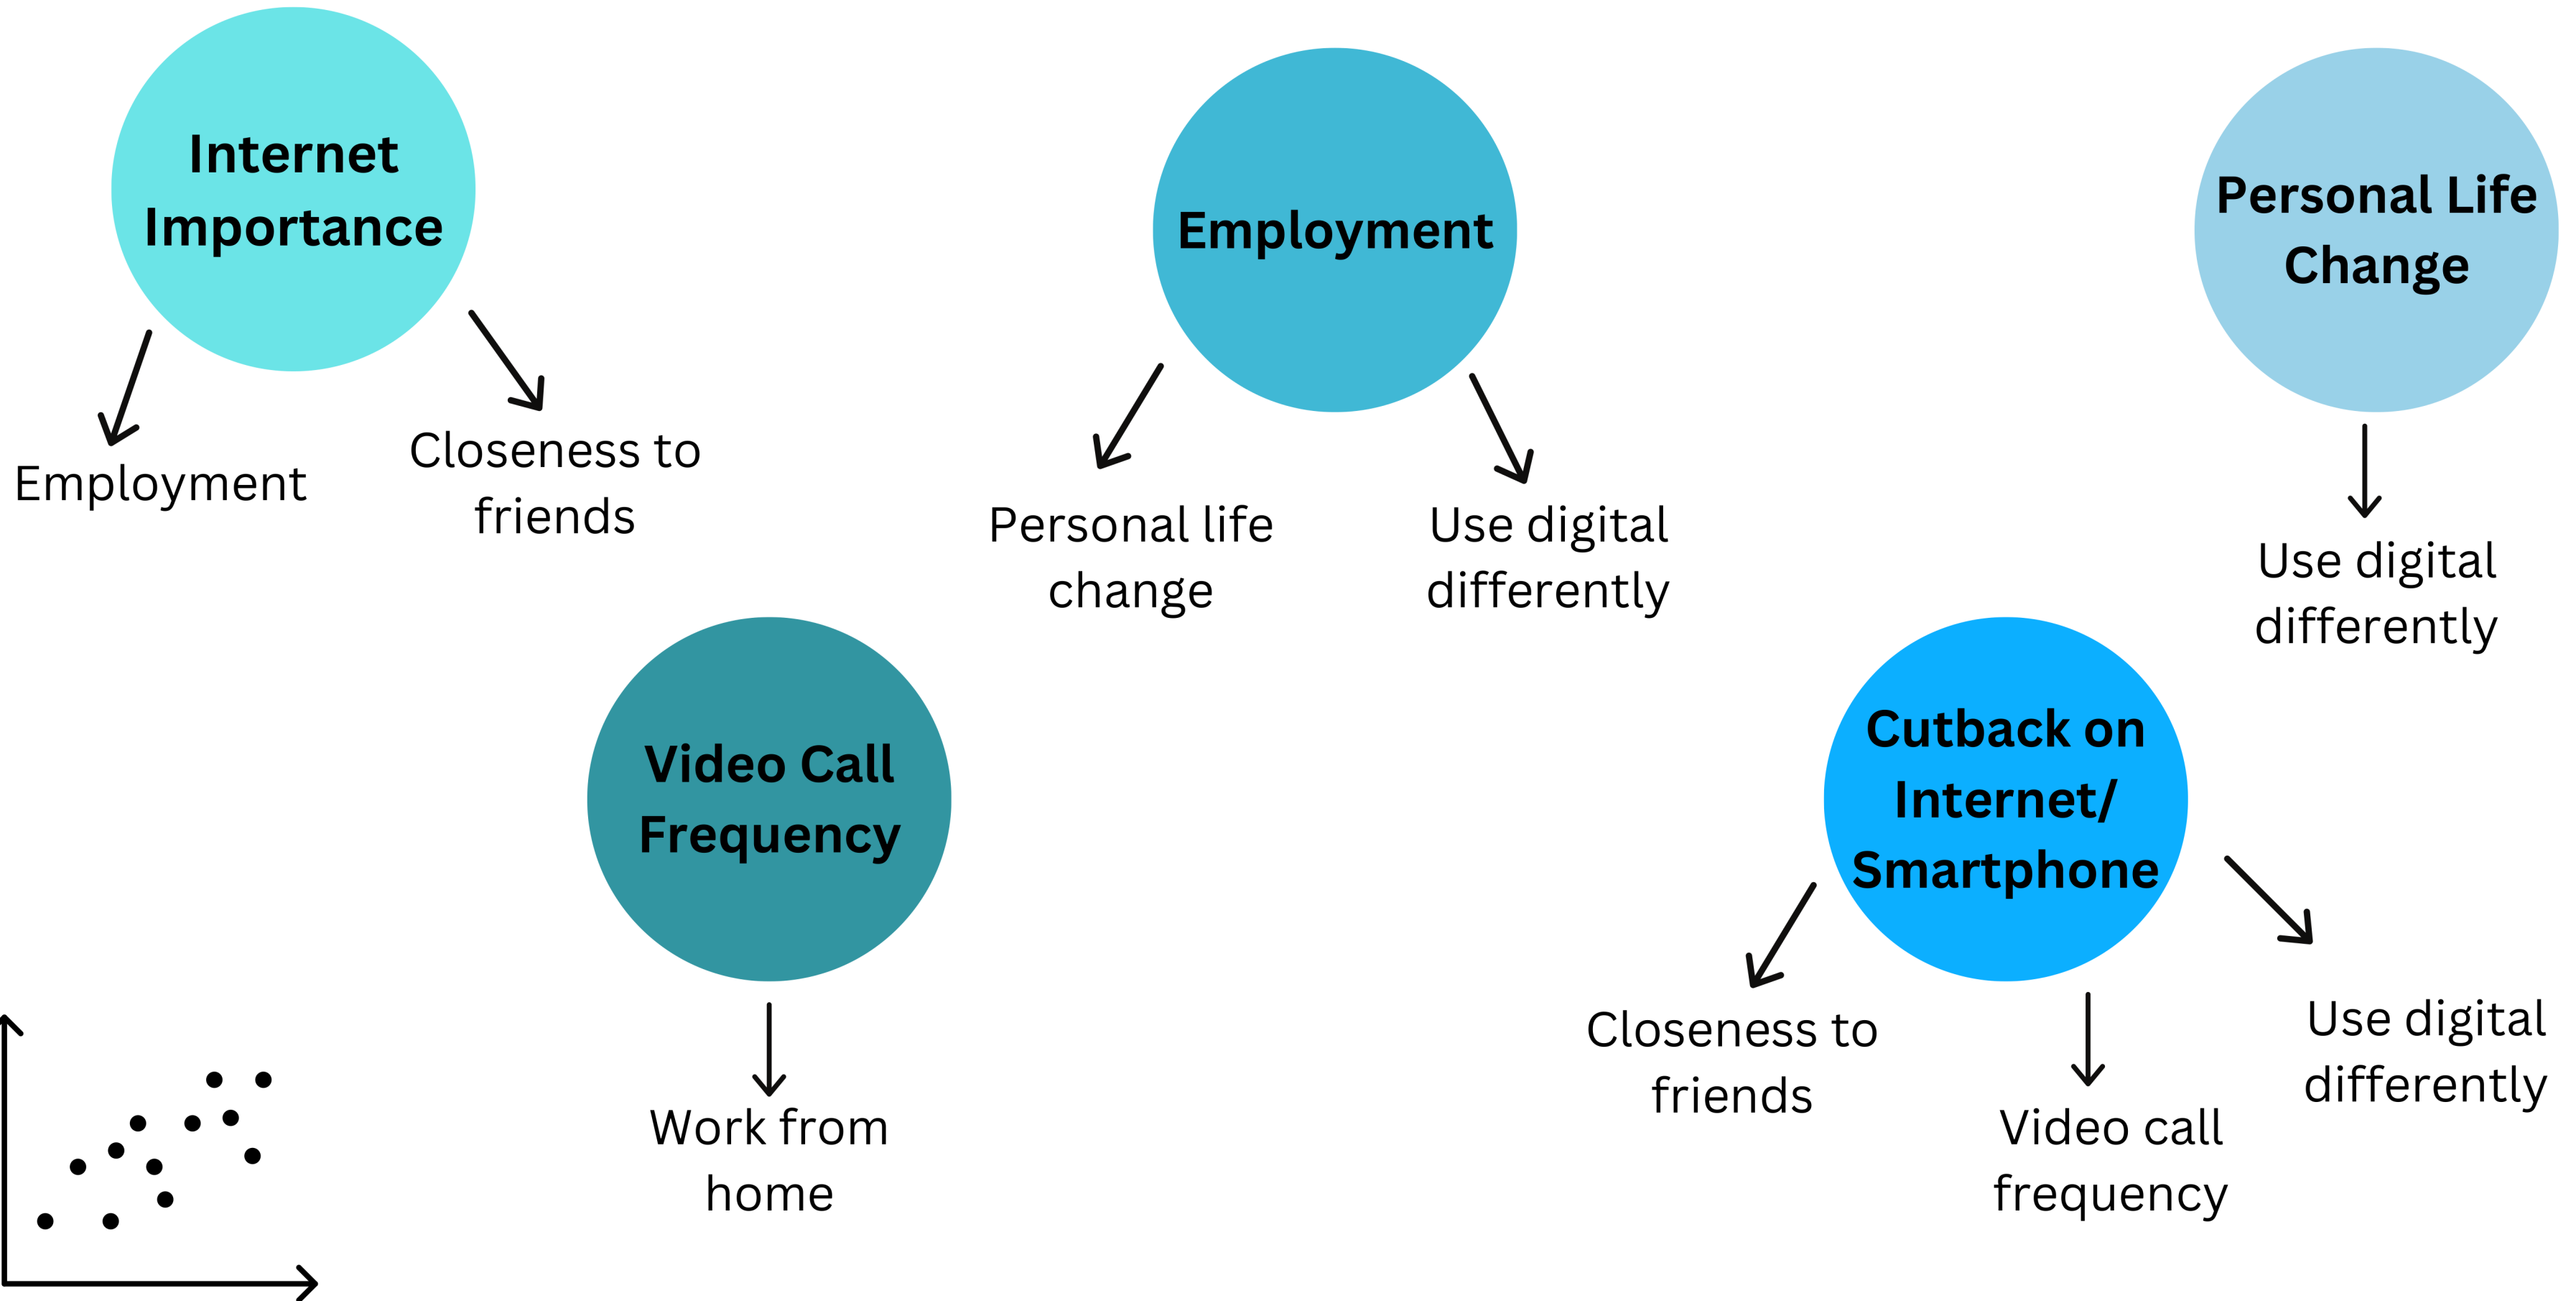 Internet
Importance
Employment
Closeness to
friends
Employment
Personal life
change
Use digital
differently
Personal Life
Change
Use digital
differently
Video Call
Frequency
Work from
home
Cutback on
Internet/
Smartphone
Closeness to
friends
Video call
frequency
Use digital
differently